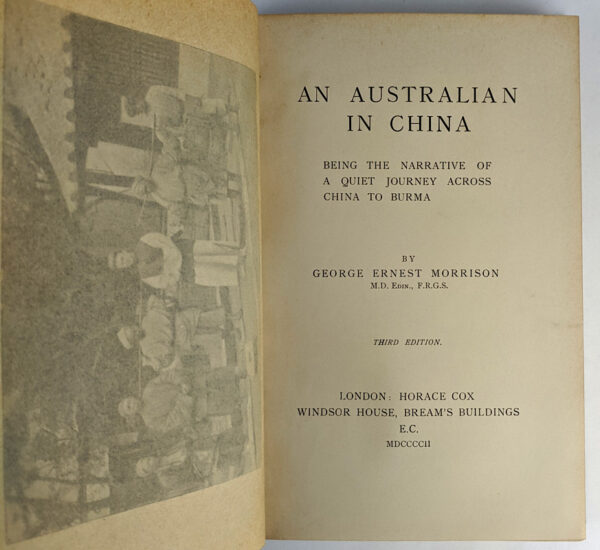 AN AUSTRALIAN
IN CHINA
BEING THE NARRATIVE OF
A QUIET JOURNEY ACROSS
CHINA TO BURMA
BY
GEORGE ERNEST MORRISON
M.D. EDIN., F.R.G.S.
THIRD EDITION.
LONDON: HORACE COX
WINDSOR HOUSE, BREAM'S BUILDINGS
E.C.
MDCCCCII